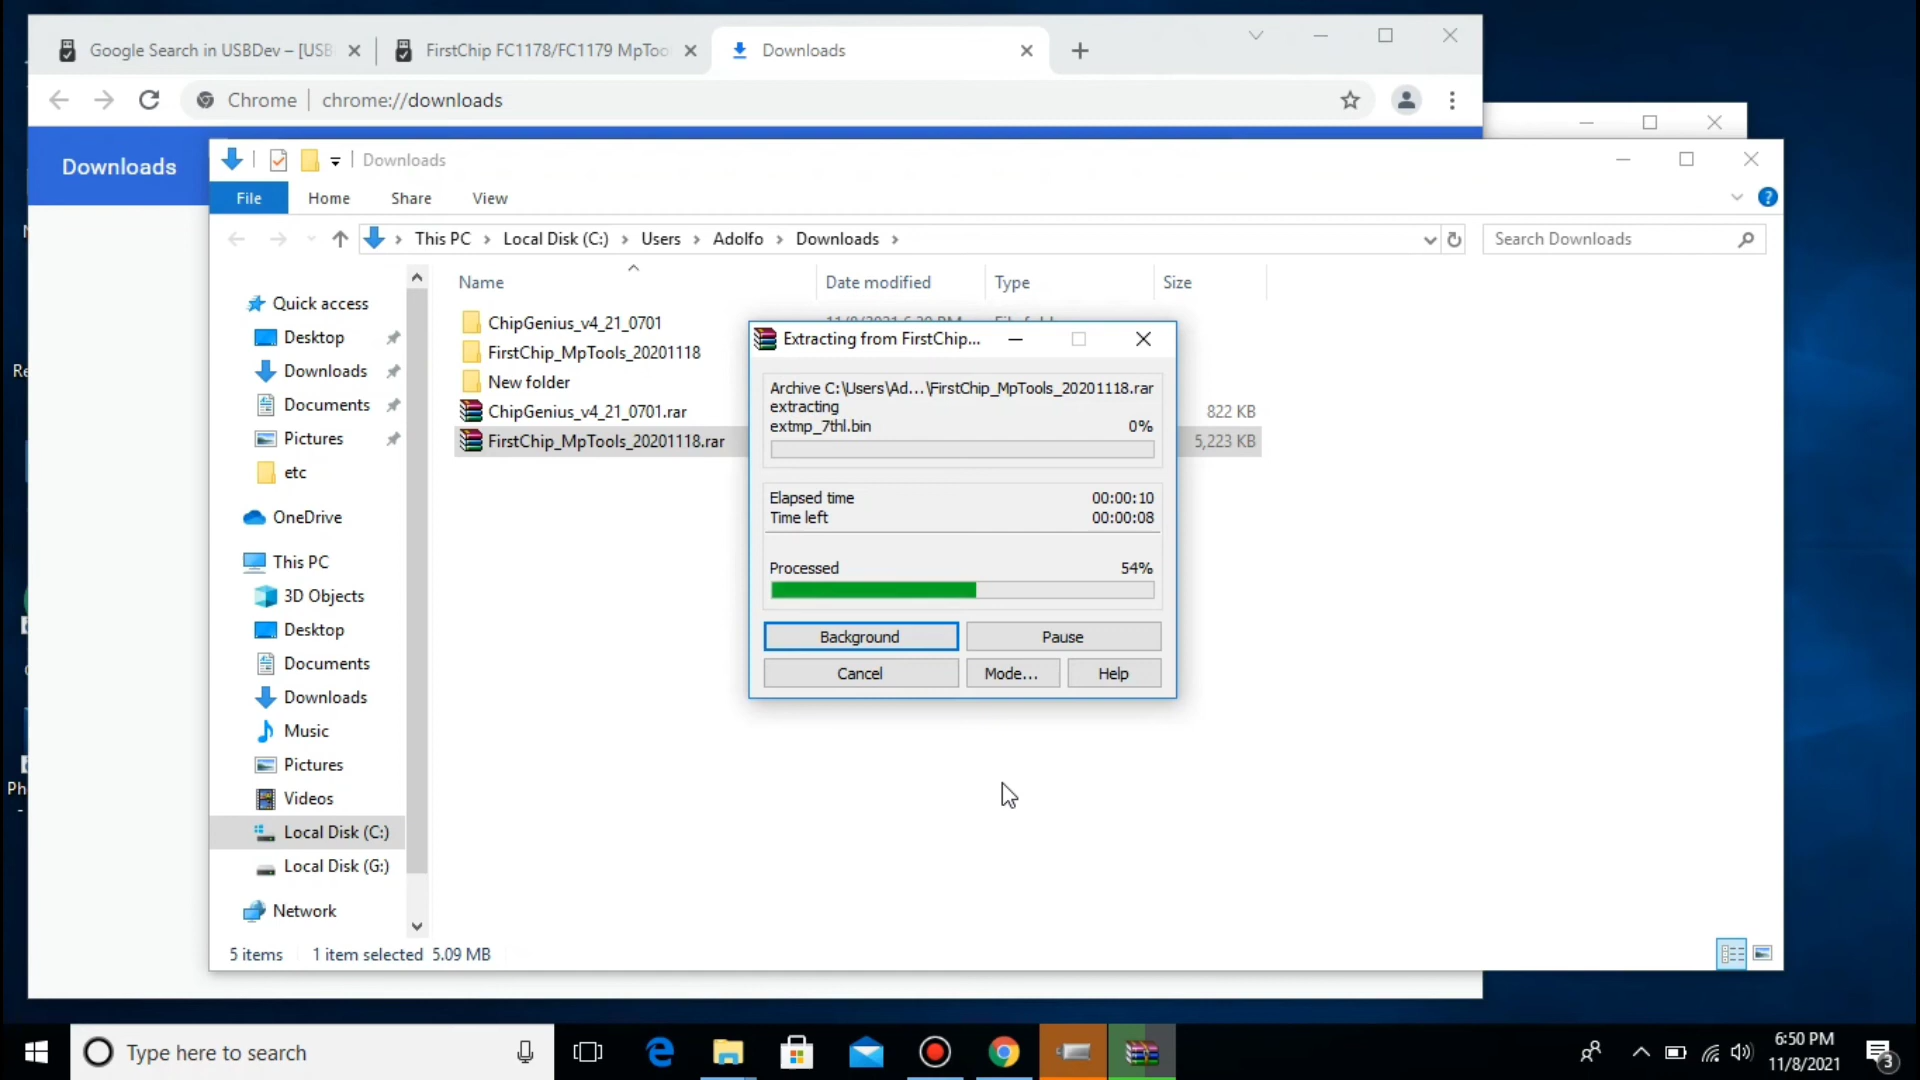 Google Search in USBDev – [USB
FirstChip FC1178/FC1179 MpToo
Downloads
Chrome
chrome://downloads
Downloads
Downloads
File
Home
Share
View
This PC
Local Disk (C:)
Users
Adolfo
Downloads
Search Downloads
Name
Date modified
Type
Size
Quick access
Desktop
Downloads
Documents
Pictures
etc
OneDrive
This PC
3D Objects
Desktop
Documents
Downloads
Music
Pictures
Videos
Local Disk (C:)
Local Disk (G:)
Network
ChipGenius_v4_21_0701
FirstChip_MpTools_20201118
New folder
ChipGenius_v4_21_0701.rar
822 KB
FirstChip_MpTools_20201118.rar
5,223 KB
Extracting from FirstChip...
Archive C:\Users\Ad...\FirstChip_MpTools_20201118.rar
extracting
extmp_7thl.bin 0%
Elapsed time 00:00:10
Time left 00:00:08
Processed 54%
Background
Pause
Cancel
Mode...
Help
5 items
1 item selected 5.09 MB
Re
Ph
Type here to search
6:50 PM
11/8/2021
3